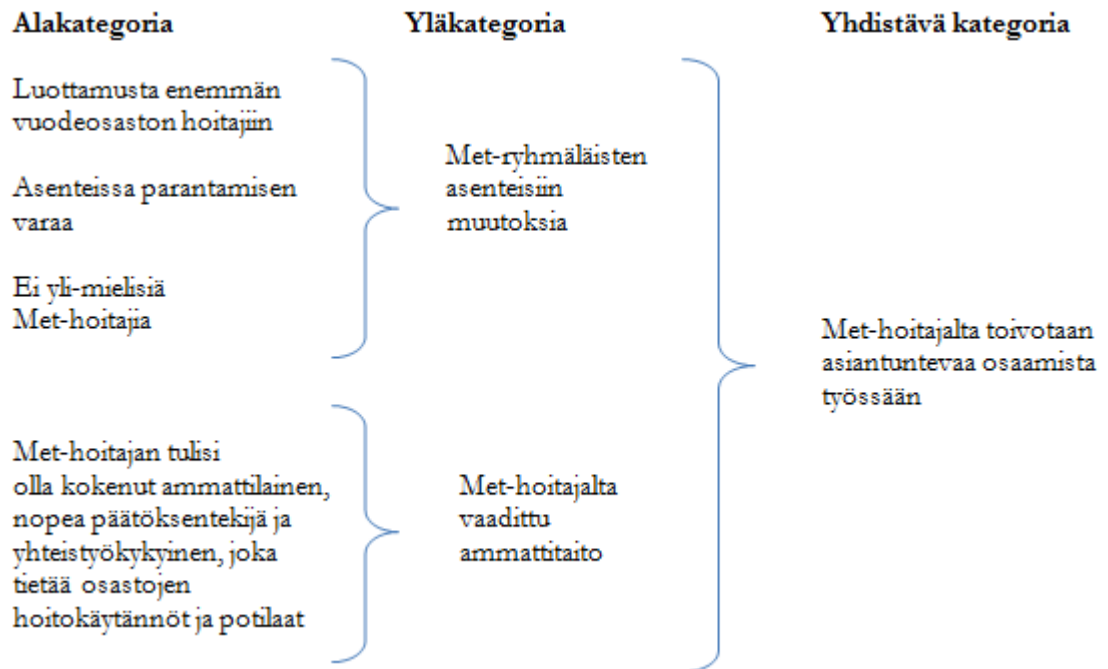 Alakategoria
Yläkategoria
Yhdistävä kategoria
Luottamusta enemmän
vuodeosaston hoitajiin
Asenteissa parantamisen
varaa
Ei yli-mielisiä
Met-hoitajia
Met-ryhmäläisten
asenteisiin
muutoksia
Met-hoitajan tulisi
olla kokenut ammattilainen,
nopea päätöksentekijä ja
yhteistyökykyinen, joka
tietää osastojen
hoitokäytännöt ja potilaat
Met-hoitajalta
vaadittu
ammattitaito
Met-hoitajalta toivotaan
asiantuntevaa osaamista
työssään